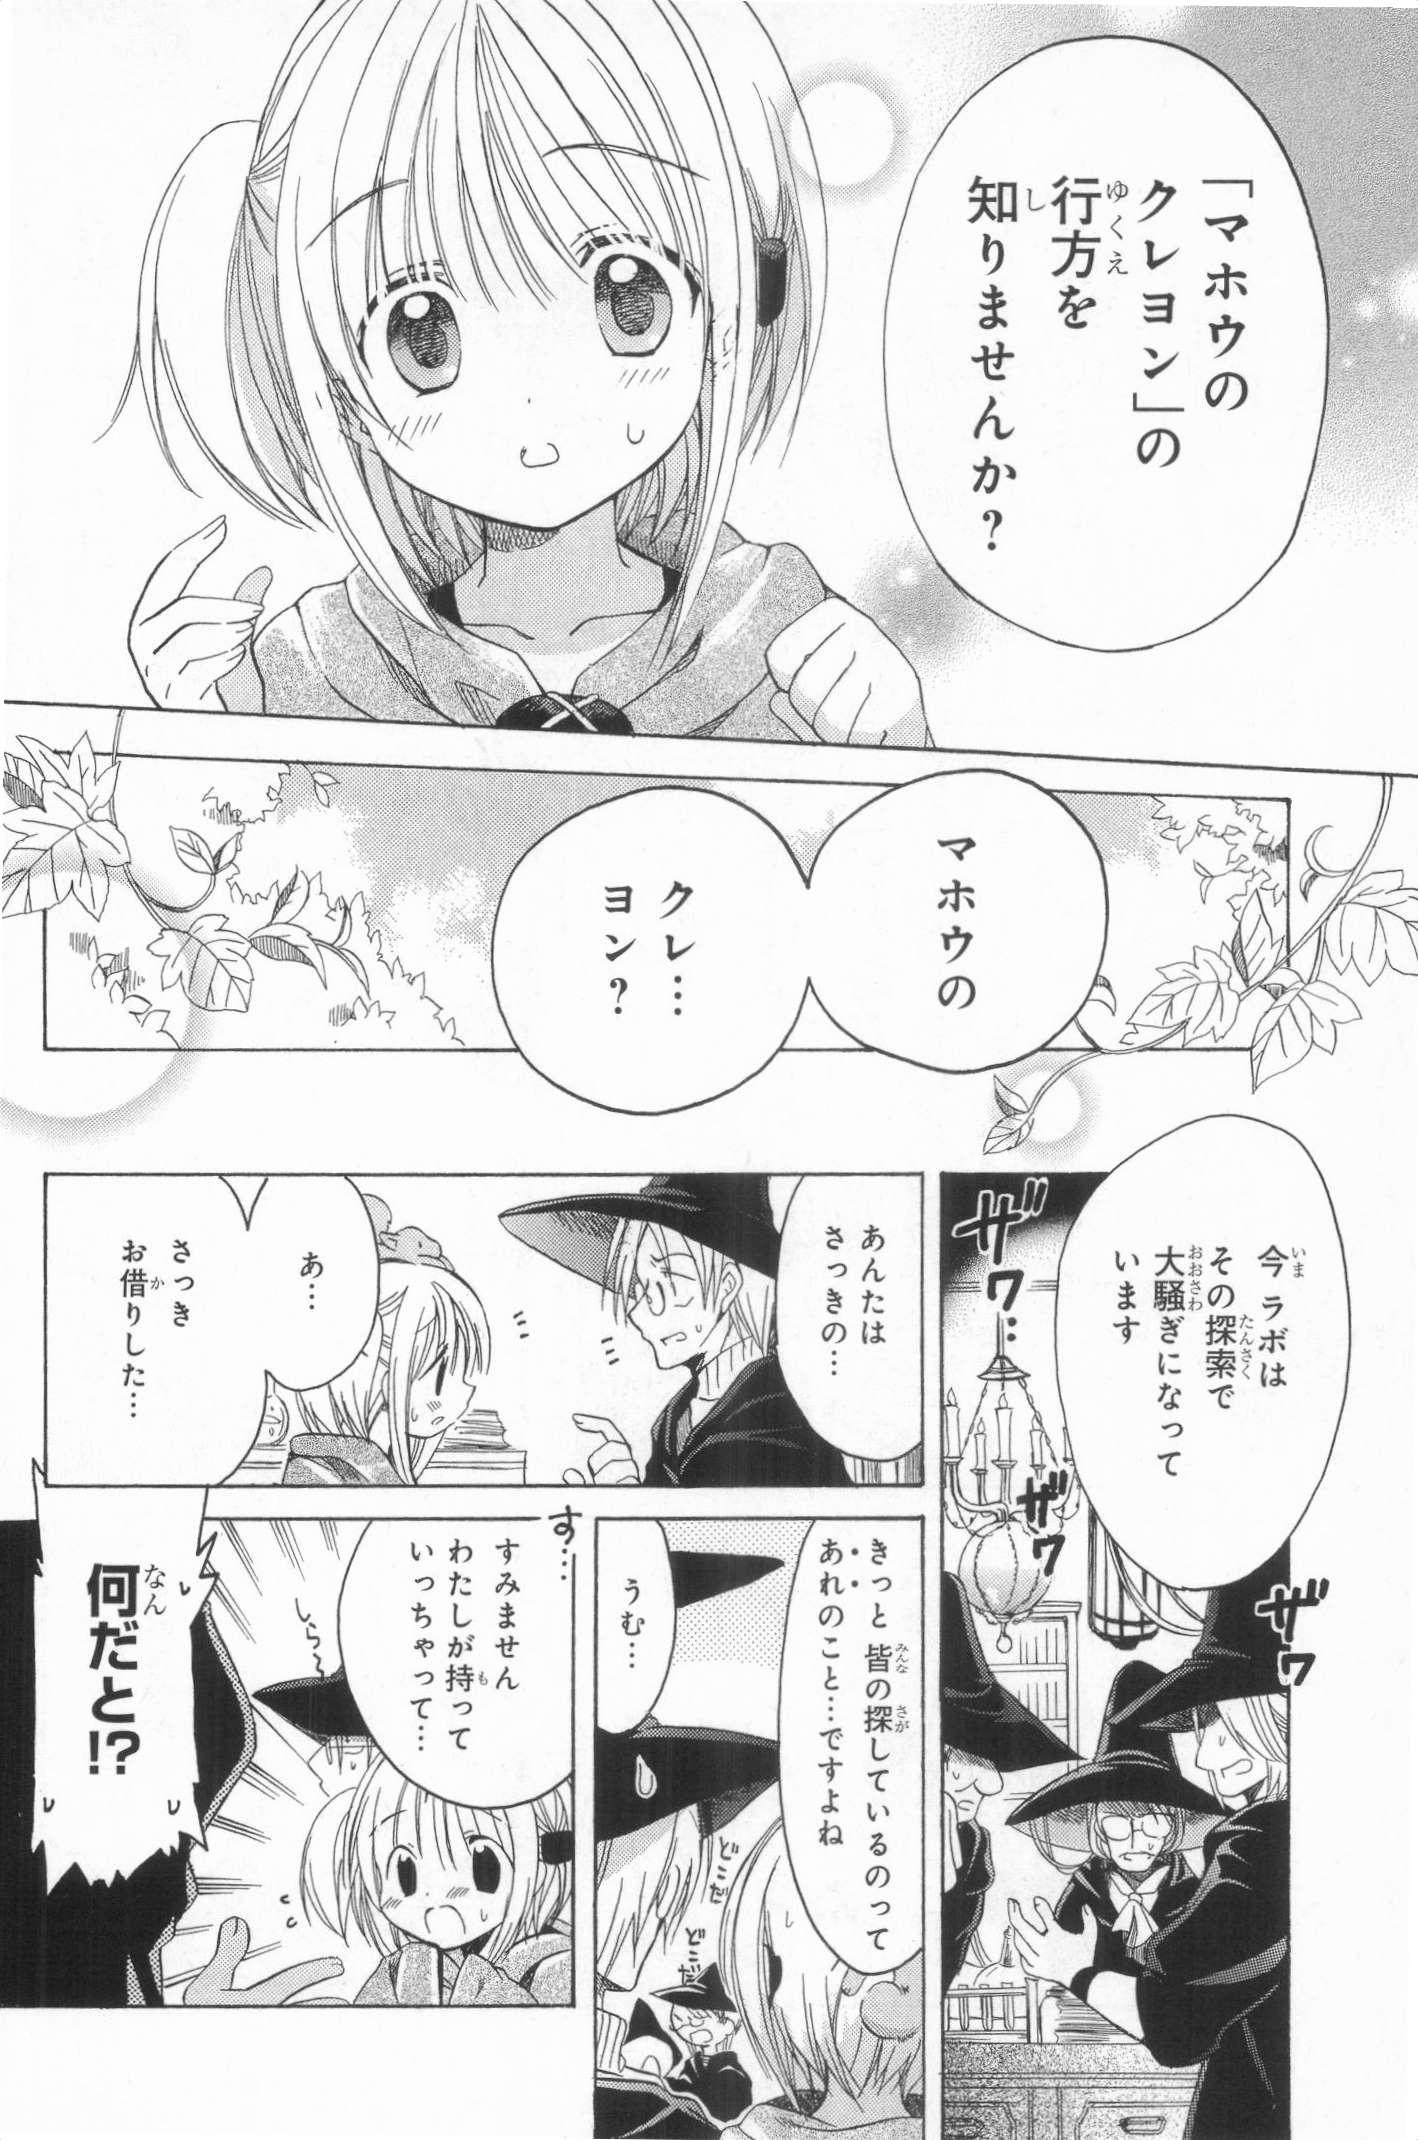 「マホウの
クレヨン」の
行方を
知りませんか?
マホウの
クレ…
ヨン?
今 ラボは
その探索で
大騒ぎになって
います
ザワ…
ザワ
ザワ
あんたは
さっきの…
あ…
さっき
お借りした…
きっと 皆の探しているのって
あれのこと…ですよね
うむ…
どこだ
どこだ
す…
すみません
わたしが持って
いっちゃって…
しら〜
何だと!?